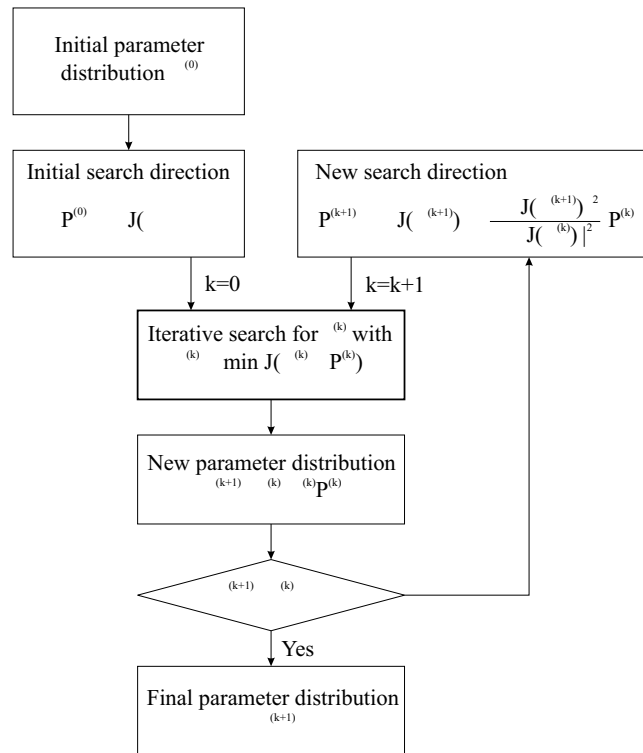 Initial parameter
distribution (0)
Initial search direction
P(0) J(
New search direction
P(k+1) J( (k+1)) J( (k+1)) 2 P(k)
J( (k)) |2
k=0
k=k+1
Iterative search for (k) with
(k) min J( (k) P(k))
New parameter distribution
(k+1) (k) (k)P(k)
(k+1) (k)
Yes
Final parameter distribution
(k+1)